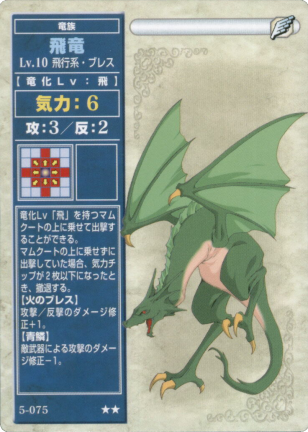 竜族
飛竜
Lv.10 飛行系・ブレス
【竜化Lv：飛】
気力：6
攻：3／反：2
竜化Lv「飛」を持つマム
クートの上に乗せて出撃す
ることができる。
マムクートの上に乗せずに
出撃していた場合、気力チ
ップが2枚以下になったと
き、撤退する。
【火のブレス】
攻撃／反撃のダメージ修
正＋1。
【青鱗】
敵武器による攻撃のダメー
ジ修正－1。
5-075
★★